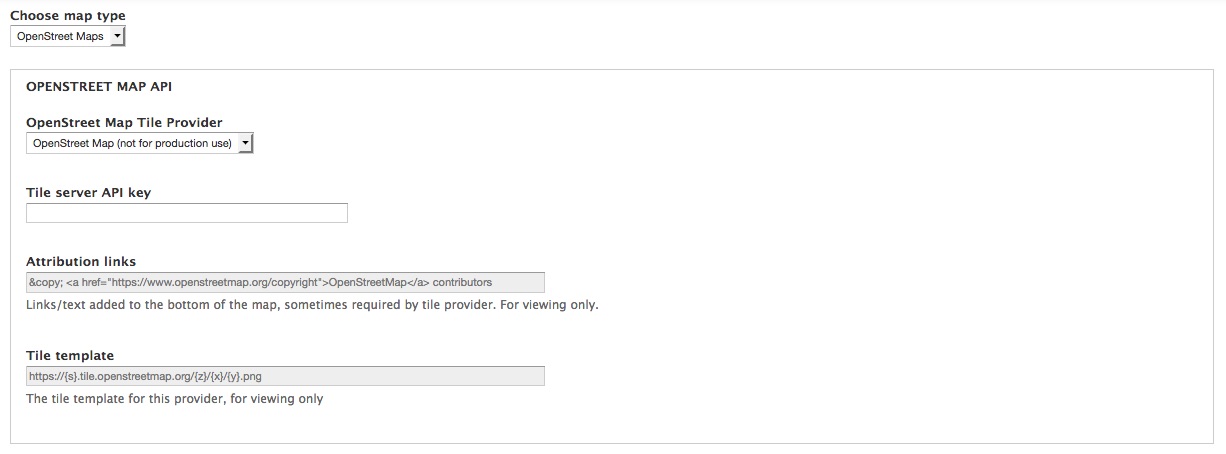 Choose map type
OpenStreet Maps
OPENSTREET MAP API
OpenStreet Map Tile Provider
OpenStreet Map (not for production use)
Tile server API key
Attribution links
&copy; <a href="https://www.openstreetmap.org/copyright">OpenStreetMap</a> contributors
Links/text added to the bottom of the map, sometimes required by tile provider. For viewing only.
Tile template
https://{s}.tile.openstreetmap.org/{z}/{x}/{y}.png
The tile template for this provider, for viewing only